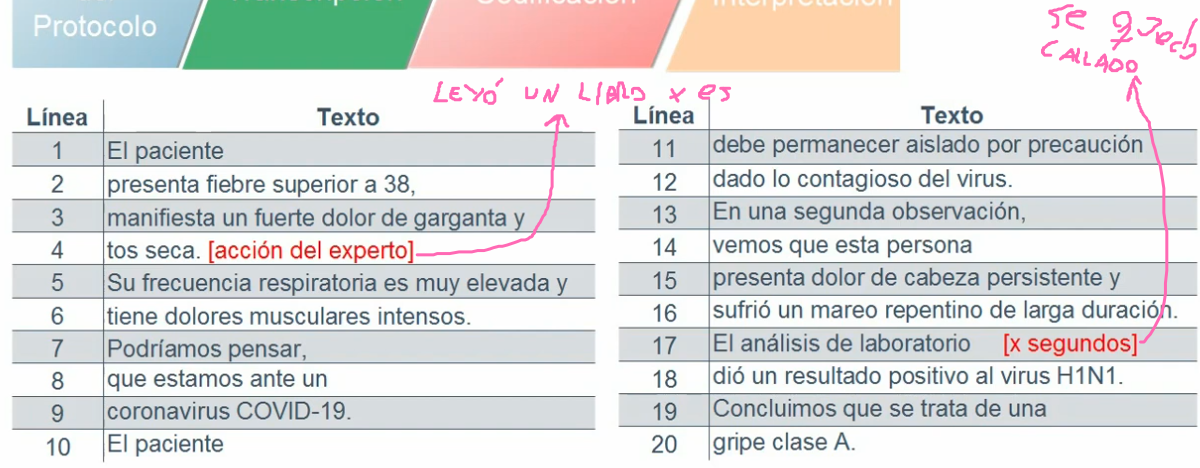 Protocolo
Transcripción
Codificación
Interpretación
SE QUEDÓ
CALLADO
LEYÓ UN LIBRO X
Línea Texto
1 El paciente
2 presenta fiebre superior a 38,
3 manifiesta un fuerte dolor de garganta y
4 tos seca. [acción del experto]
5 Su frecuencia respiratoria es muy elevada y
6 tiene dolores musculares intensos.
7 Podríamos pensar,
8 que estamos ante un
9 coronavirus COVID-19.
10 El paciente
Línea Texto
11 debe permanecer aislado por precaución
12 dado lo contagioso del virus.
13 En una segunda observación,
14 vemos que esta persona
15 presenta dolor de cabeza persistente y
16 sufrió un mareo repentino de larga duración.
17 El análisis de laboratorio [x segundos]
18 dió un resultado positivo al virus H1N1.
19 Concluimos que se trata de una
20 gripe clase A.